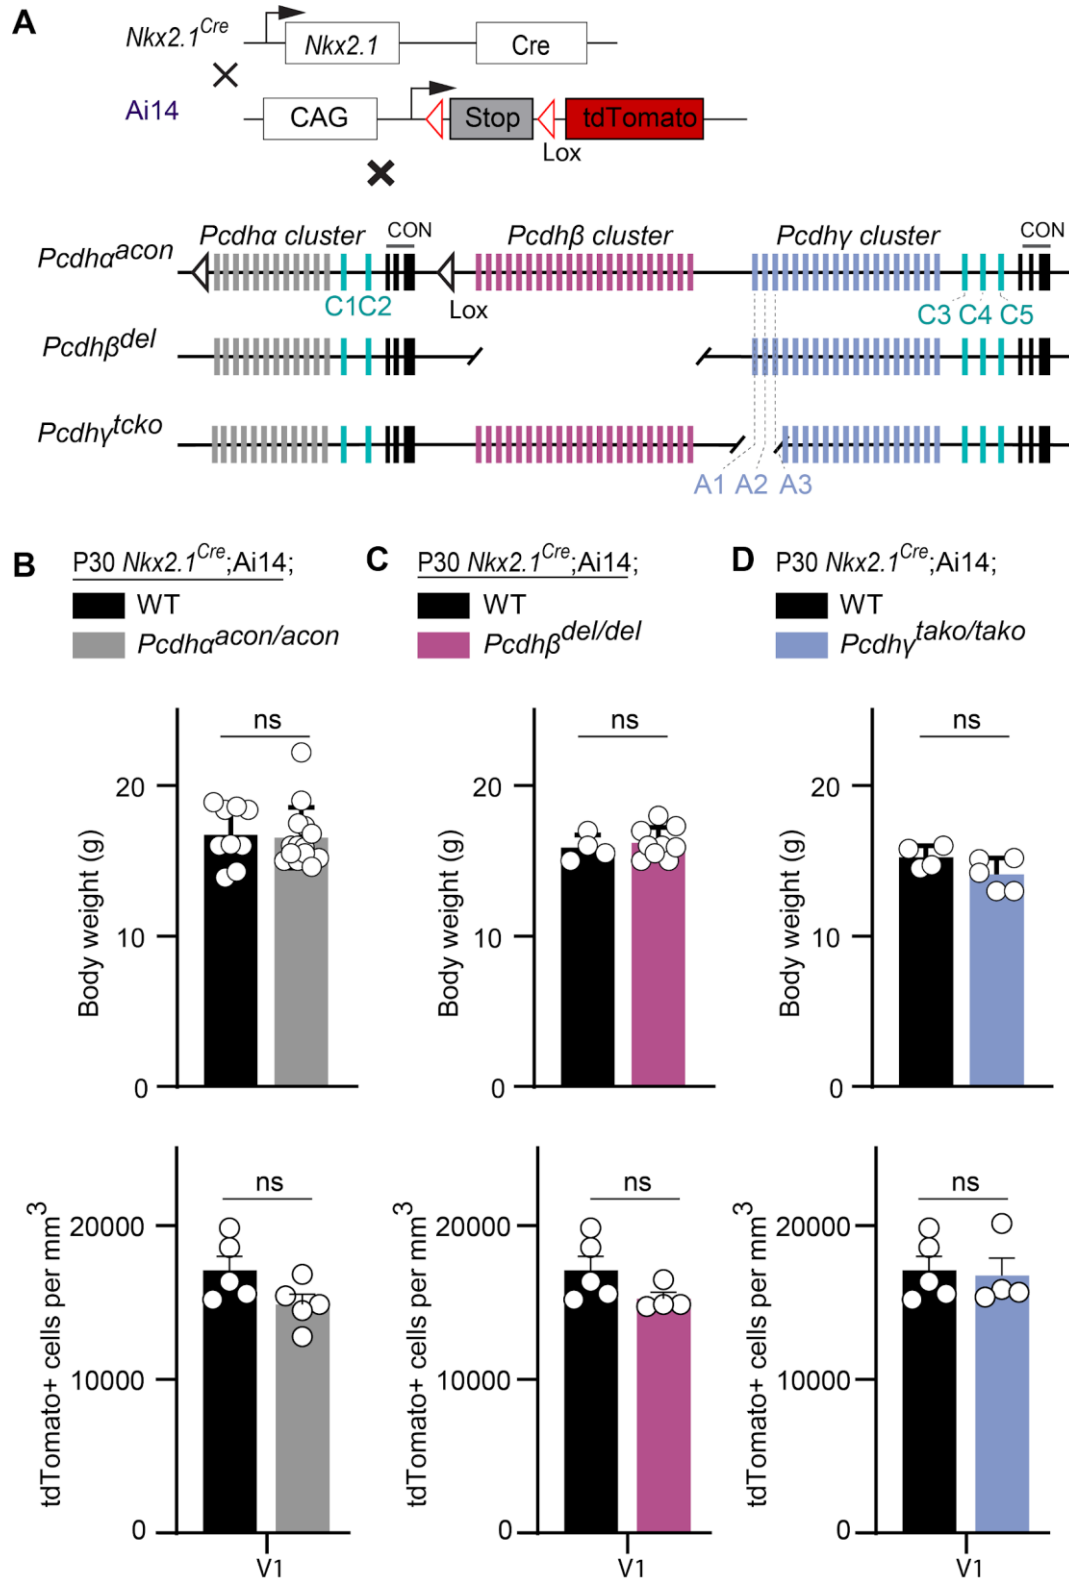 A
Nkx2.1Cre
Nkx2.1
Cre
Ai14
CAG
Stop
tdTomato
Lox
Pcdhα cluster
CON
Pcdhβ cluster
Pcdhγ cluster
CON
Pcdhαacon
C1C2
Lox
C3 C4 C5
Pcdhβdel
Pcdhγtcko
A1 A2 A3
B
P30 Nkx2.1Cre;Ai14;
WT
Pcdhαacon/acon
C
P30 Nkx2.1Cre;Ai14;
WT
Pcdhβdel/del
D
P30 Nkx2.1Cre;Ai14;
WT
Pcdhγtako/tako
Body weight (g)
20
10
0
ns
Body weight (g)
20
10
0
ns
Body weight (g)
20
10
0
ns
tdTomato+ cells per mm3
20000
10000
0
ns
V1
tdTomato+ cells per mm3
20000
10000
0
ns
V1
tdTomato+ cells per mm3
20000
10000
0
ns
V1